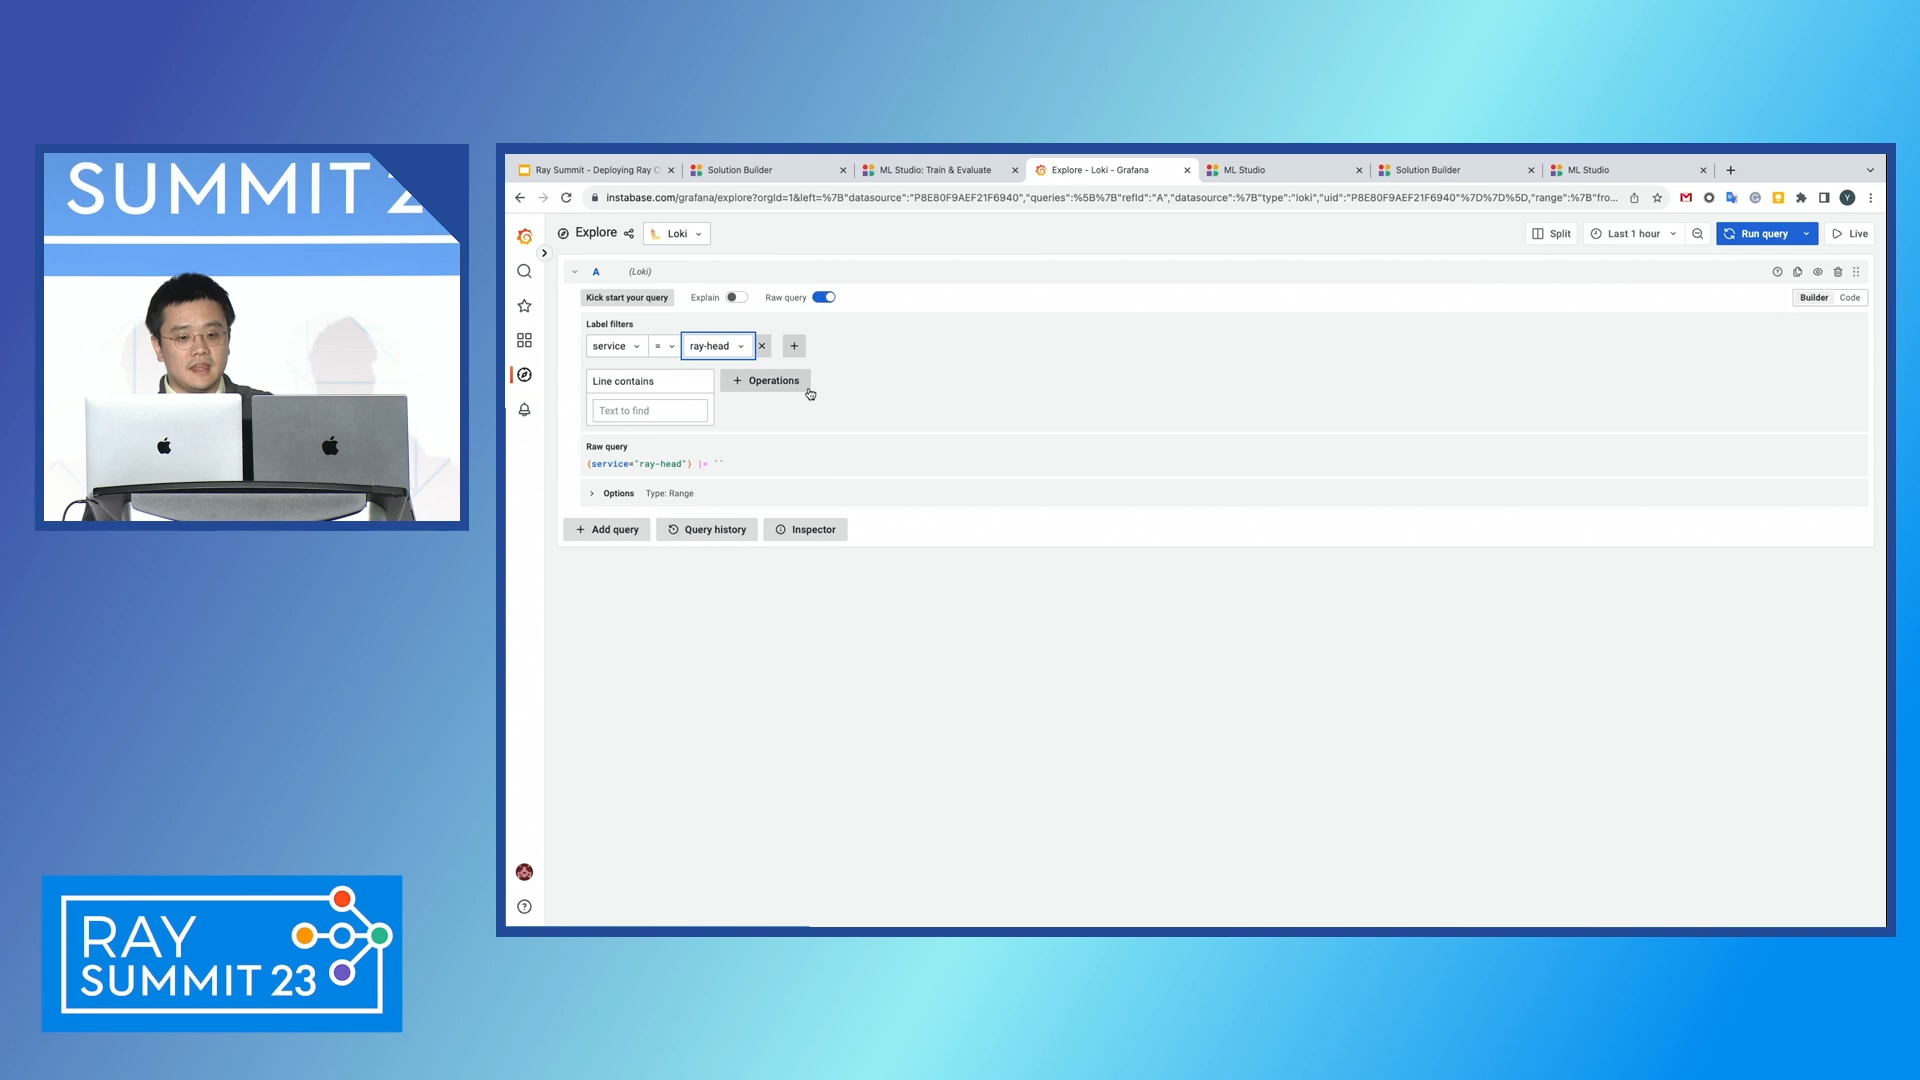 SUMMIT 2
RAY
SUMMIT 23
Ray Summit - Deploying Ray C
Solution Builder
ML Studio: Train & Evaluate
Explore - Loki - Grafana
ML Studio
Solution Builder
ML Studio
instabase.com/grafana/explore?orgId=1&left=%7B"datasource":"P8E80F9AEF21F6940","queries":%5B%7B"refId":"A","datasource":%7B"type":"loki","uid":"P8E80F9AEF21F6940"%7D%7D%5D,"range":%7B"fro...
Y
Explore
Loki
Split
Last 1 hour
Run query
Live
A
(Loki)
Kick start your query
Explain
Raw query
Builder
Code
Label filters
service
=
ray-head
+
Line contains
+ Operations
Text to find
Raw query
{service="ray-head"} |= ``
Options
Type: Range
+ Add query
Query history
Inspector